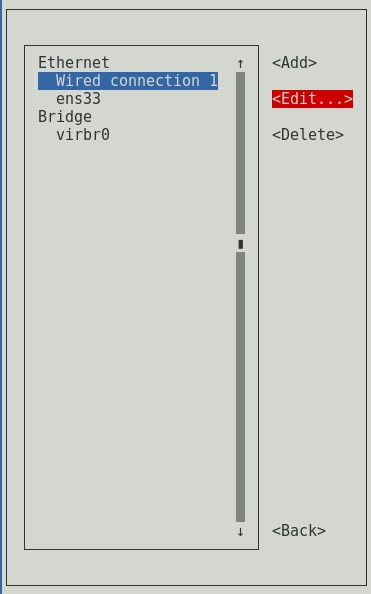 Ethernet
Wired connection 1
ens33
Bridge
virbr0
<Add>
<Edit...>
<Delete>
<Back>